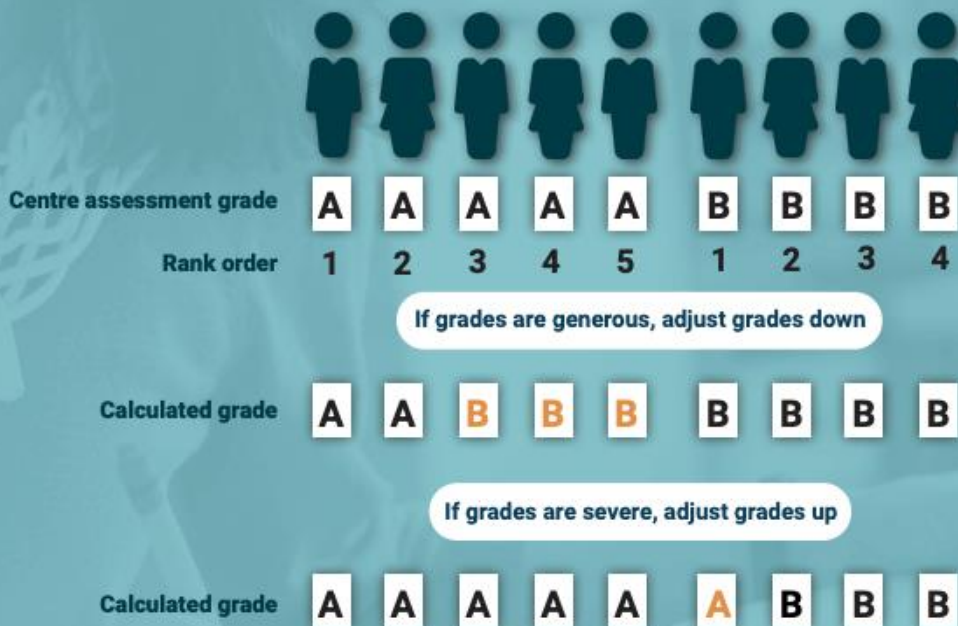 Centre assessment grade A A A A A B B B B
Rank order 1 2 3 4 5 1 2 3 4
If grades are generous, adjust grades down
Calculated grade A A B B B B B B B
If grades are severe, adjust grades up
Calculated grade A A A A A A B B B